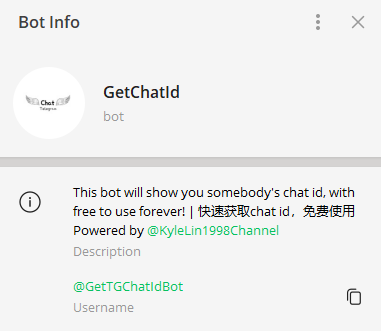 Bot Info
Chat
Telegram
GetChatId
bot
This bot will show you somebody's chat id, with
free to use forever! | 快速获取chat id，免费使用
Powered by @KyleLin1998Channel
Description
@GetTGChatIdBot
Username